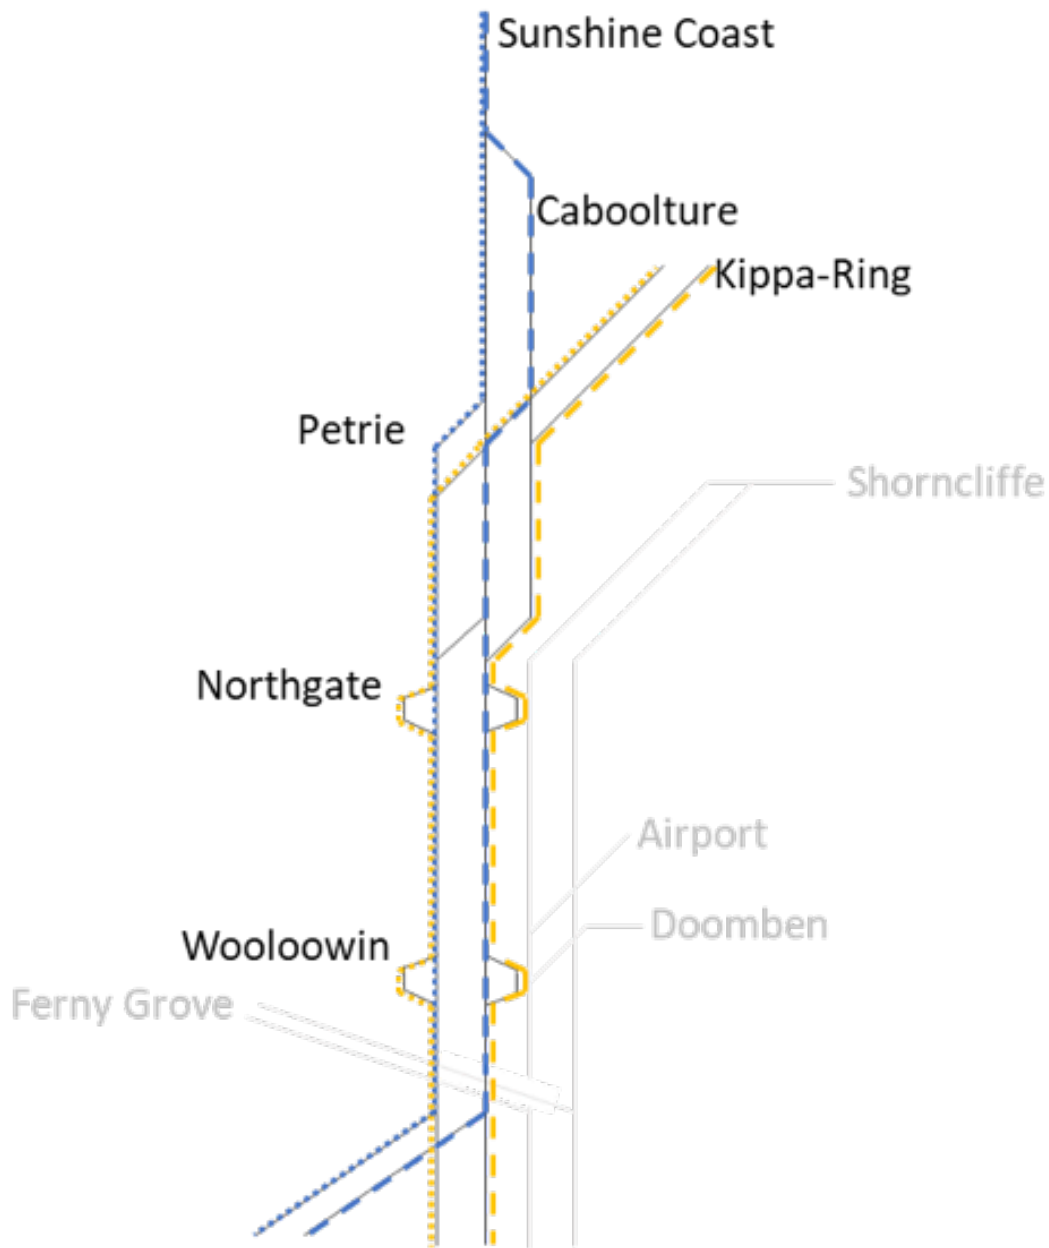 Sunshine Coast
Caboolture
Kippa-Ring
Petrie
Shorncliffe
Northgate
Airport
Doomben
Wooloowin
Ferny Grove